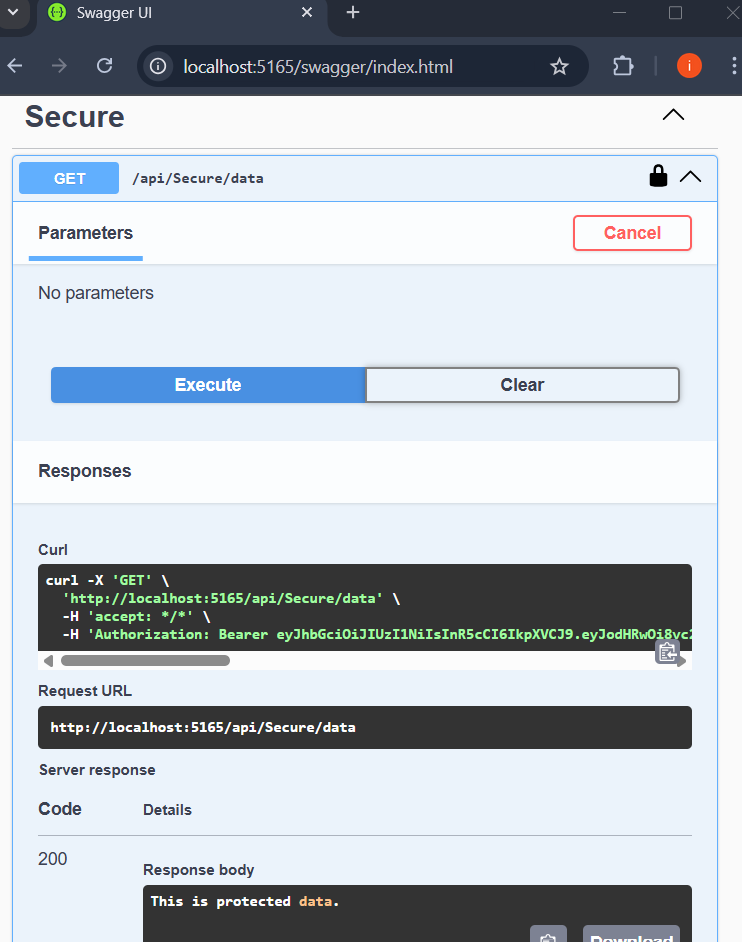 Swagger UI
localhost:5165/swagger/index.html
i
Secure
GET /api/Secure/data
Parameters
Cancel
No parameters
Execute
Clear
Responses
Curl
curl -X 'GET' \
'http://localhost:5165/api/Secure/data' \
-H 'accept: */*' \
-H 'Authorization: Bearer eyJhbGciOiJIUzI1NiIsInR5cCI6IkpXVCJ9.eyJodHRwOi8vc2
Request URL
http://localhost:5165/api/Secure/data
Server response
Code Details
200
Response body
This is protected data.
Download